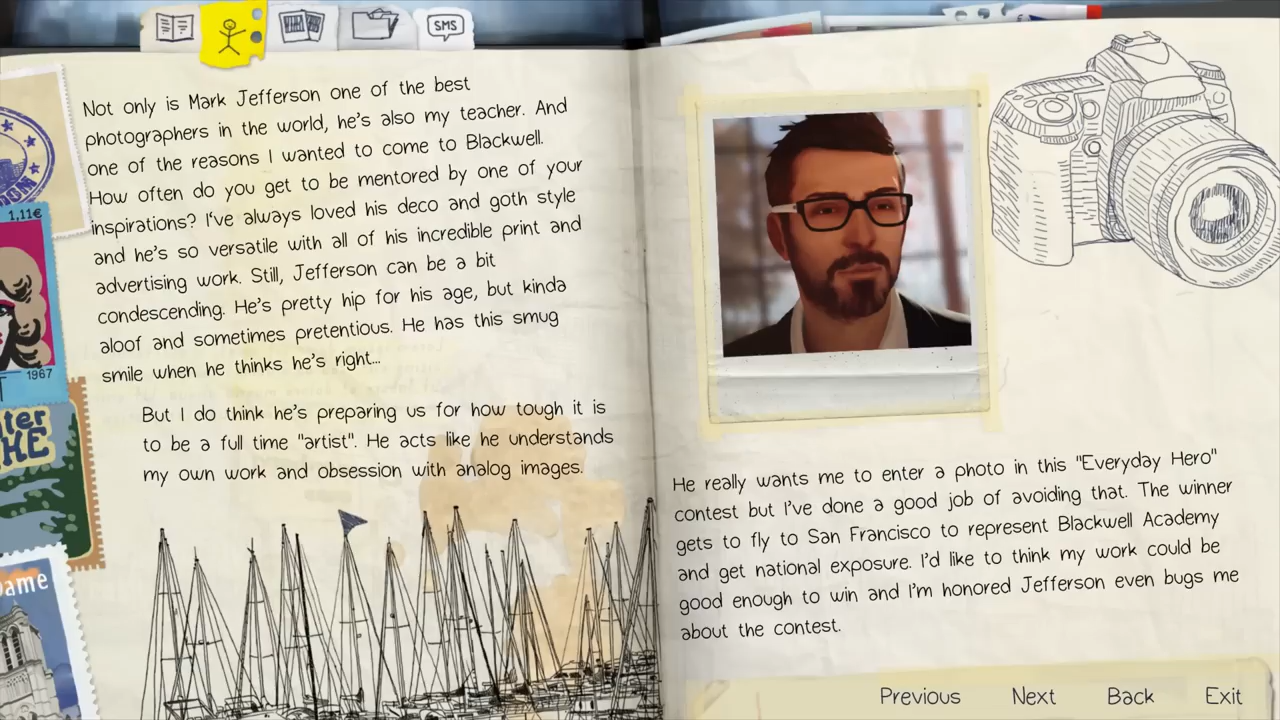 SMS
Not only is Mark Jefferson one of the best
photographers in the world, he's also my teacher. And
one of the reasons I wanted to come to Blackwell.
How often do you get to be mentored by one of your
inspirations? I've always loved his deco and goth style
and he's so versatile with all of his incredible print and
advertising work. Still, Jefferson can be a bit
condescending. He's pretty hip for his age, but kinda
aloof and sometimes pretentious. He has this smug
smile when he thinks he's right...
But I do think he's preparing us for how tough it is
to be a full time "artist". He acts like he understands
my own work and obsession with analog images.
1,11€
1967
He really wants me to enter a photo in this "Everyday Hero"
contest but I've done a good job of avoiding that. The winner
gets to fly to San Francisco to represent Blackwell Academy
and get national exposure. I'd like to think my work could be
good enough to win and I'm honored Jefferson even bugs me
about the contest.
Previous Next Back Exit